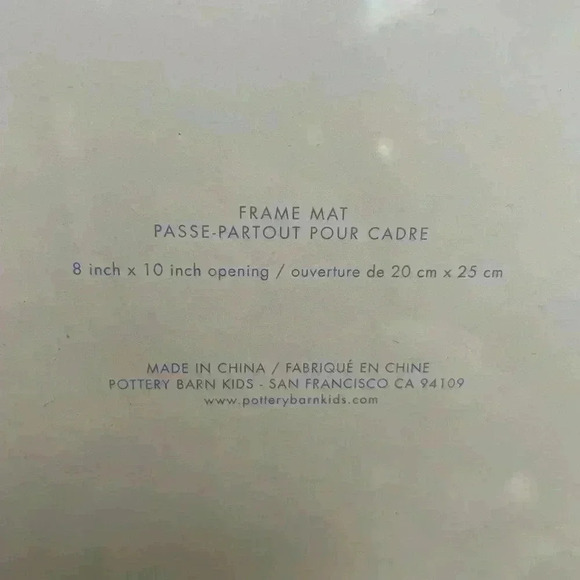 FRAME MAT
PASSE-PARTOUT POUR CADRE
8 inch x 10 inch opening / ouverture de 20 cm x 25 cm
MADE IN CHINA / FABRIQUÉ EN CHINE
POTTERY BARN KIDS - SAN FRANCISCO CA 94109
www.potterybarnkids.com